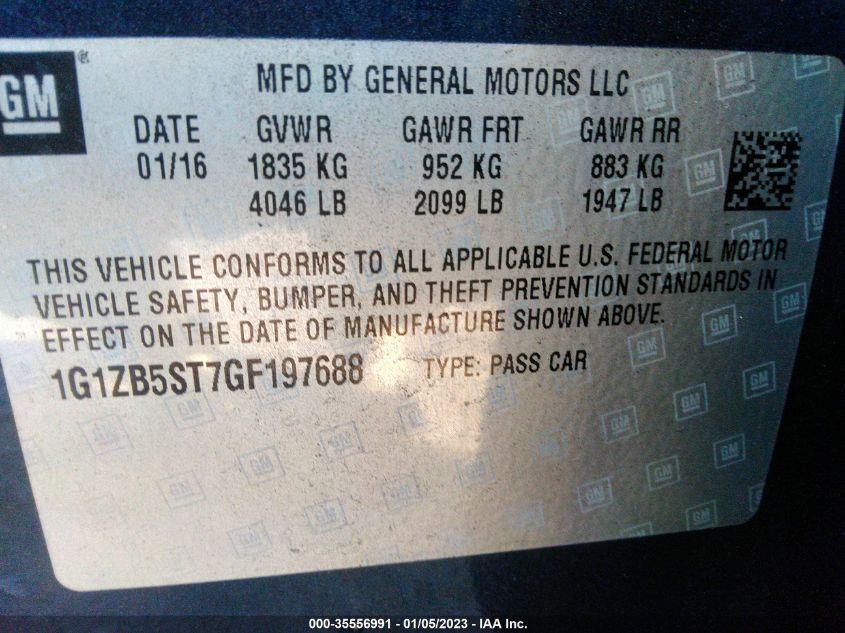 GM®
MFD BY GENERAL MOTORS LLC
DATE GVWR GAWR FRT GAWR RR
01/16 1835 KG 952 KG 883 KG
4046 LB 2099 LB 1947 LB
THIS VEHICLE CONFORMS TO ALL APPLICABLE U.S. FEDERAL MOTOR
VEHICLE SAFETY, BUMPER, AND THEFT PREVENTION STANDARDS IN
EFFECT ON THE DATE OF MANUFACTURE SHOWN ABOVE.
1G1ZB5ST7GF197688 TYPE: PASS CAR
000-35556991 - 01/05/2023 - IAA Inc.